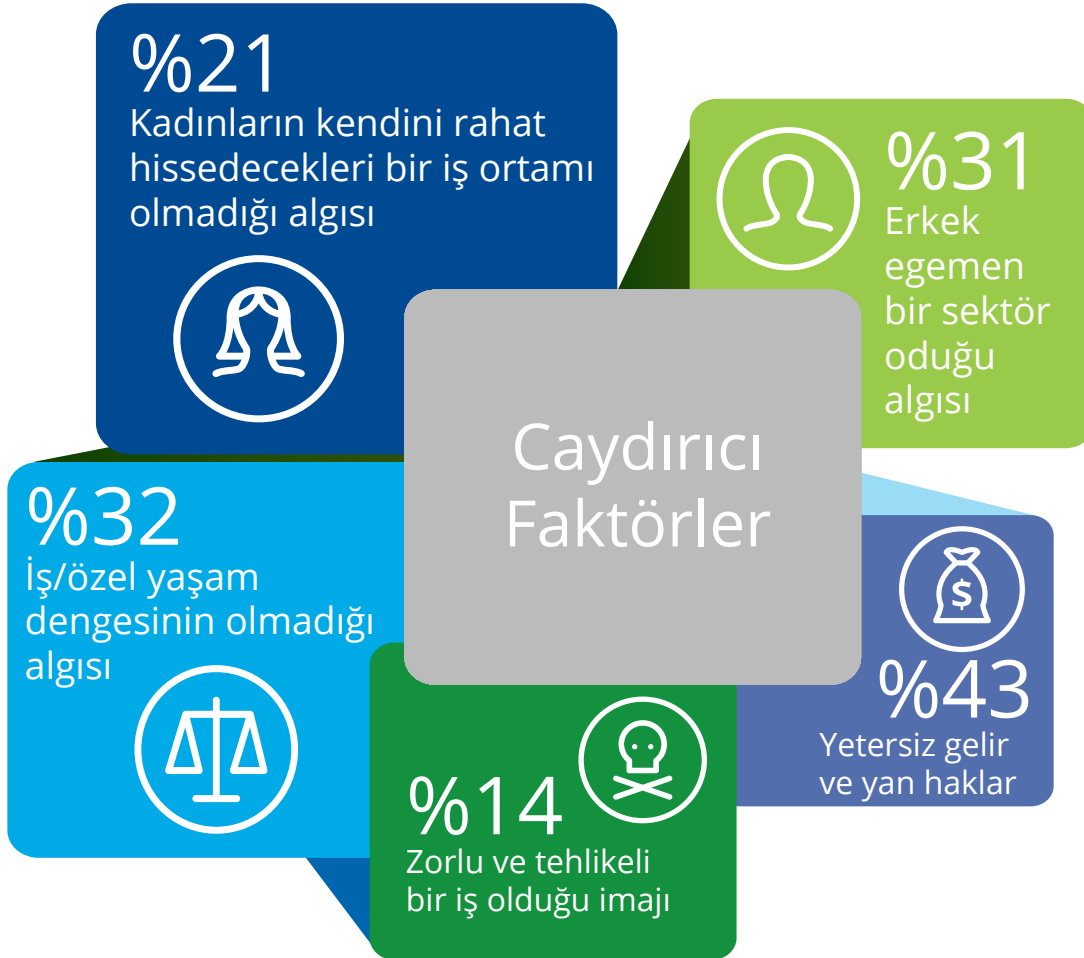 %21
Kadınların kendini rahat
hissedecekleri bir iş ortamı
olmadığı algısı
%31
Erkek
egemen
bir sektör
oduğu
algısı
Caydırıcı
Faktörler
%32
İş/özel yaşam
dengesinin olmadığı
algısı
$
%43
Yetersiz gelir
ve yan haklar
%14
Zorlu ve tehlikeli
bir iş olduğu imajı